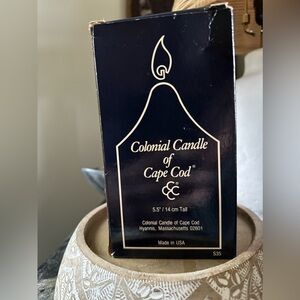 Colonial Candle
of
Cape Cod®
CCC
5.5" / 14 cm Tall
Colonial Candle of Cape Cod
Hyannis, Massachusetts 02601
Made in USA
535